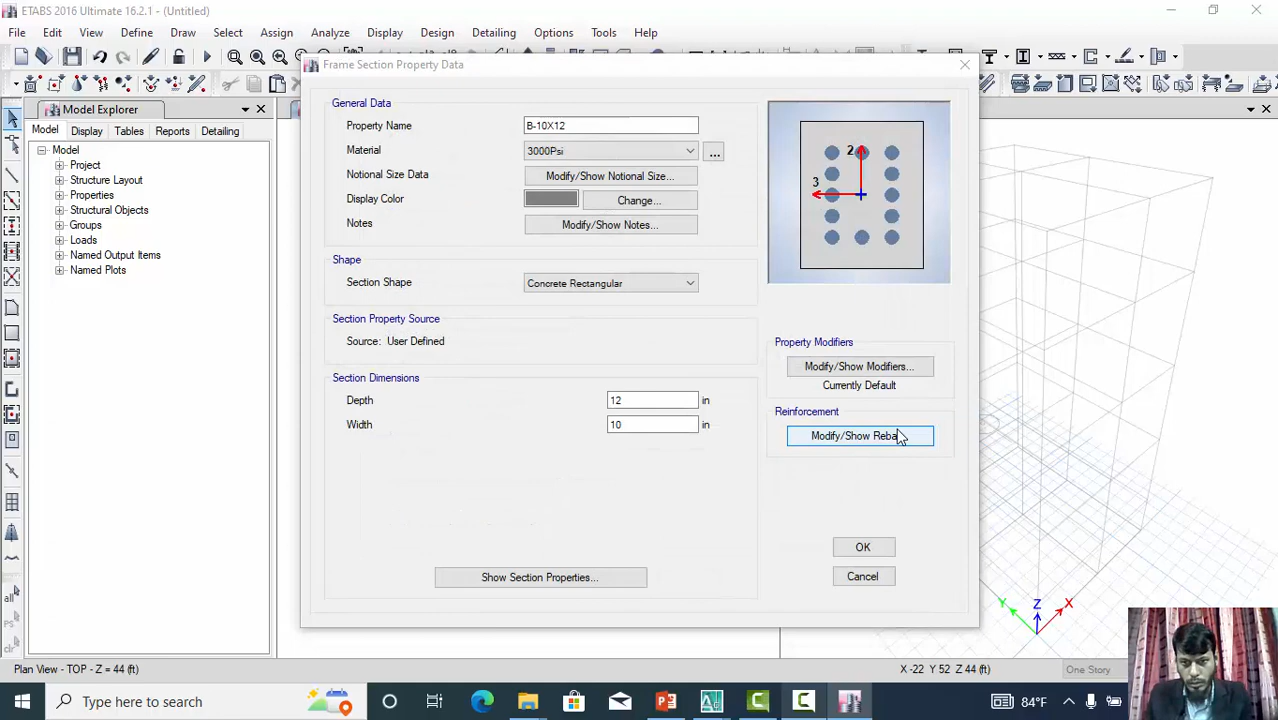 ETABS 2016 Ultimate 16.2.1 - (Untitled)
File Edit View Define Draw Select Assign Analyze Display Design Detailing Options Tools Help
Frame Section Property Data
Model Explorer
Model Display Tables Reports Detailing
Model
Project
Structure Layout
Properties
Structural Objects
Groups
Loads
Named Output Items
Named Plots
General Data
Property Name B-10X12
Material 3000Psi ...
Notional Size Data Modify/Show Notional Size...
Display Color Change...
Notes Modify/Show Notes...
Shape
Section Shape Concrete Rectangular
Section Property Source
Source: User Defined
Section Dimensions
Depth 12 in
Width 10 in
Show Section Properties...
2
3
Property Modifiers
Modify/Show Modifiers...
Currently Default
Reinforcement
Modify/Show Reba
OK
Cancel
Y Z X
all
PS
clr
Plan View - TOP - Z = 44 (ft) X -22 Y 52 Z 44 (ft) One Story
Type here to search 84°F